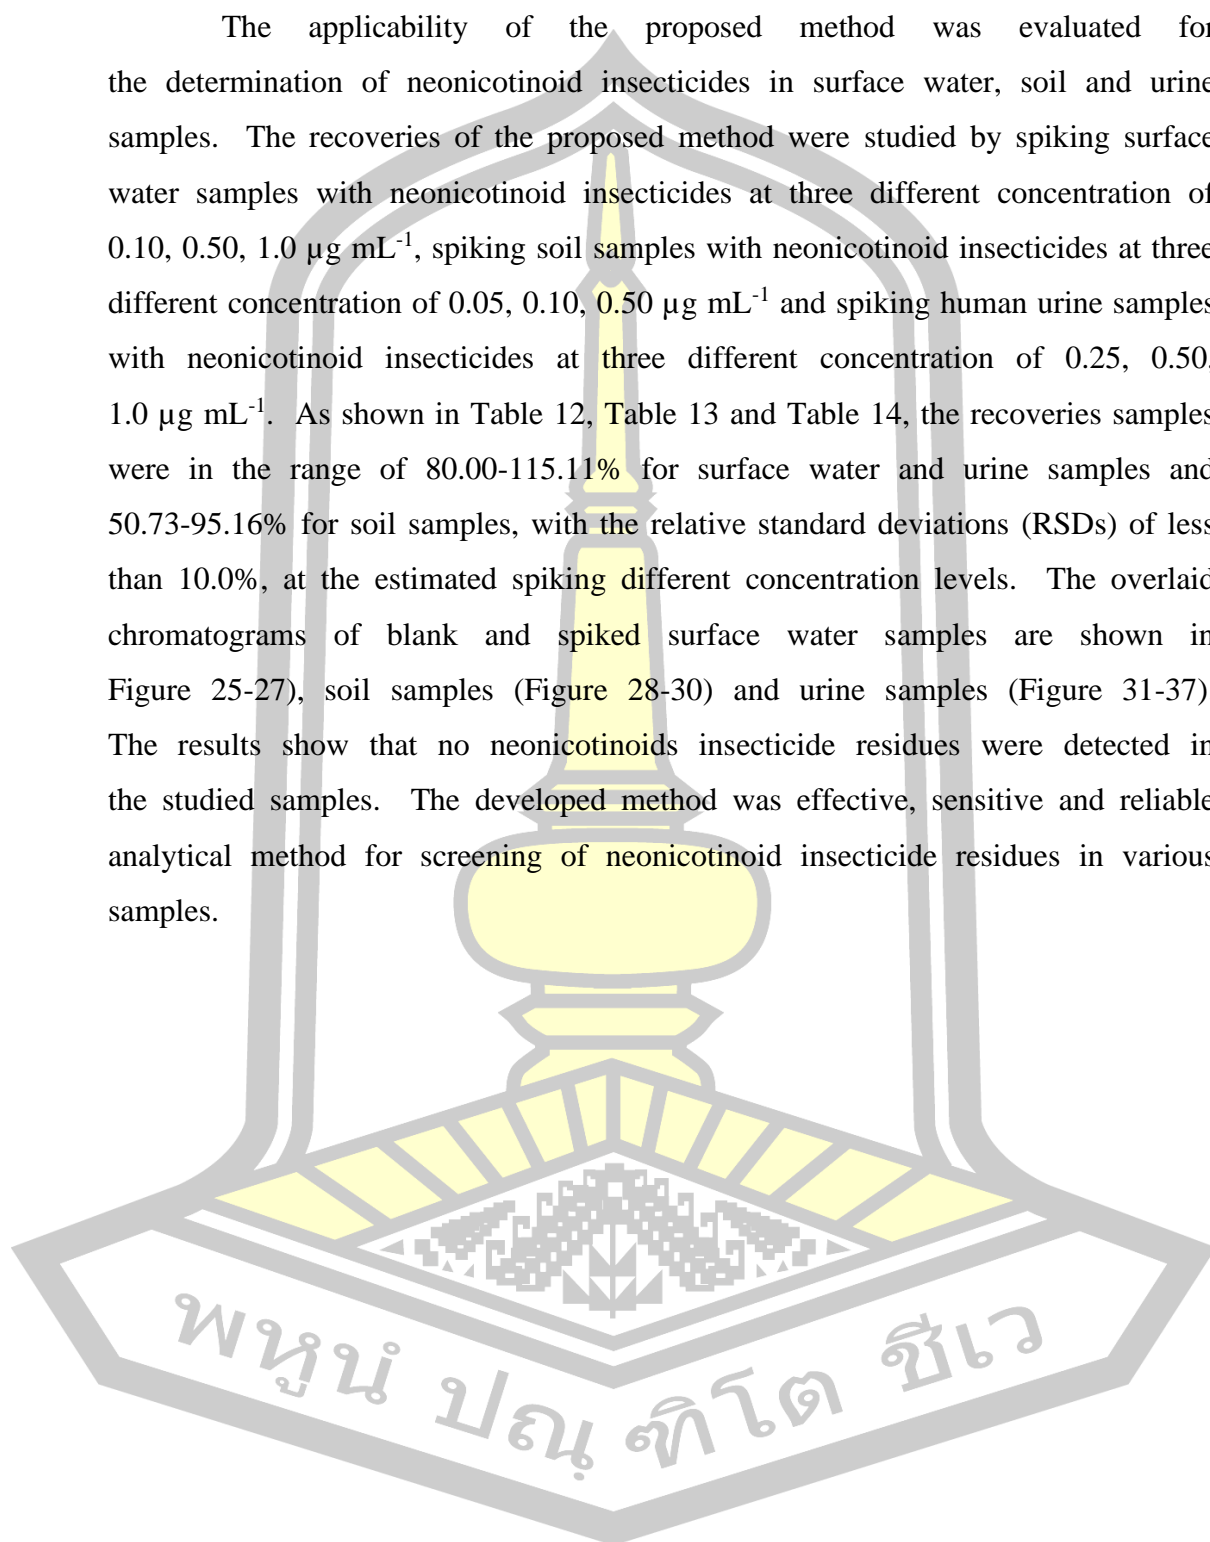 The applicability of the proposed method was evaluated for
the determination of neonicotinoid insecticides in surface water, soil and urine
samples. The recoveries of the proposed method were studied by spiking surface
water samples with neonicotinoid insecticides at three different concentration of
0.10, 0.50, 1.0 µg mL⁻¹, spiking soil samples with neonicotinoid insecticides at three
different concentration of 0.05, 0.10, 0.50 µg mL⁻¹ and spiking human urine samples
with neonicotinoid insecticides at three different concentration of 0.25, 0.50,
1.0 µg mL⁻¹. As shown in Table 12, Table 13 and Table 14, the recoveries samples
were in the range of 80.00-115.11% for surface water and urine samples and
50.73-95.16% for soil samples, with the relative standard deviations (RSDs) of less
than 10.0%, at the estimated spiking different concentration levels. The overlaid
chromatograms of blank and spiked surface water samples are shown in
Figure 25-27), soil samples (Figure 28-30) and urine samples (Figure 31-37)
The results show that no neonicotinoids insecticide residues were detected in
the studied samples. The developed method was effective, sensitive and reliable
analytical method for screening of neonicotinoid insecticide residues in various
samples.
พหูนํ ปณฺฑิโต ชีเว